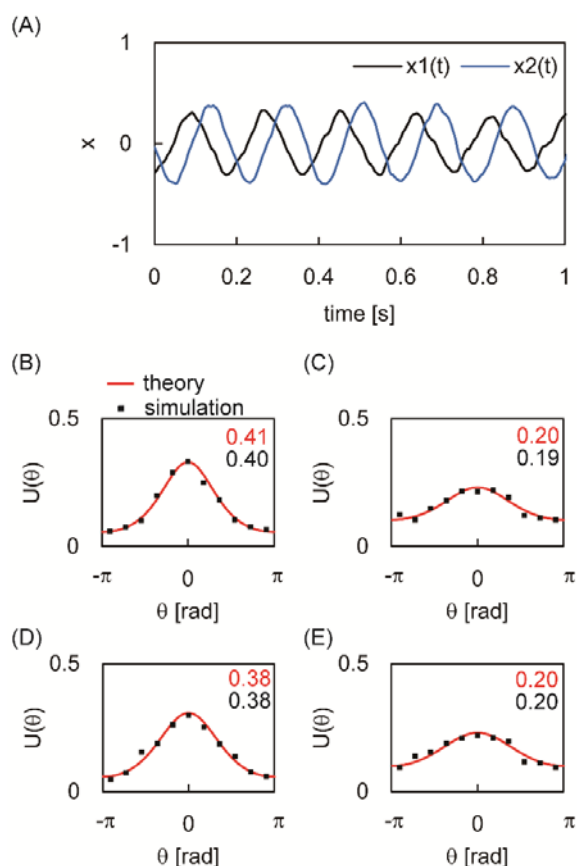 (A)
1
x1(t) x2(t)
x
0
-1
0 0.2 0.4 0.6 0.8 1
time [s]
(B)
theory
simulation
0.5
0.41
0.40
U(θ)
0
-π 0 π
θ [rad]
(C)
0.5
0.20
0.19
U(θ)
0
-π 0 π
θ [rad]
(D)
0.5
0.38
0.38
U(θ)
0
-π 0 π
θ [rad]
(E)
0.5
0.20
0.20
U(θ)
0
-π 0 π
θ [rad]